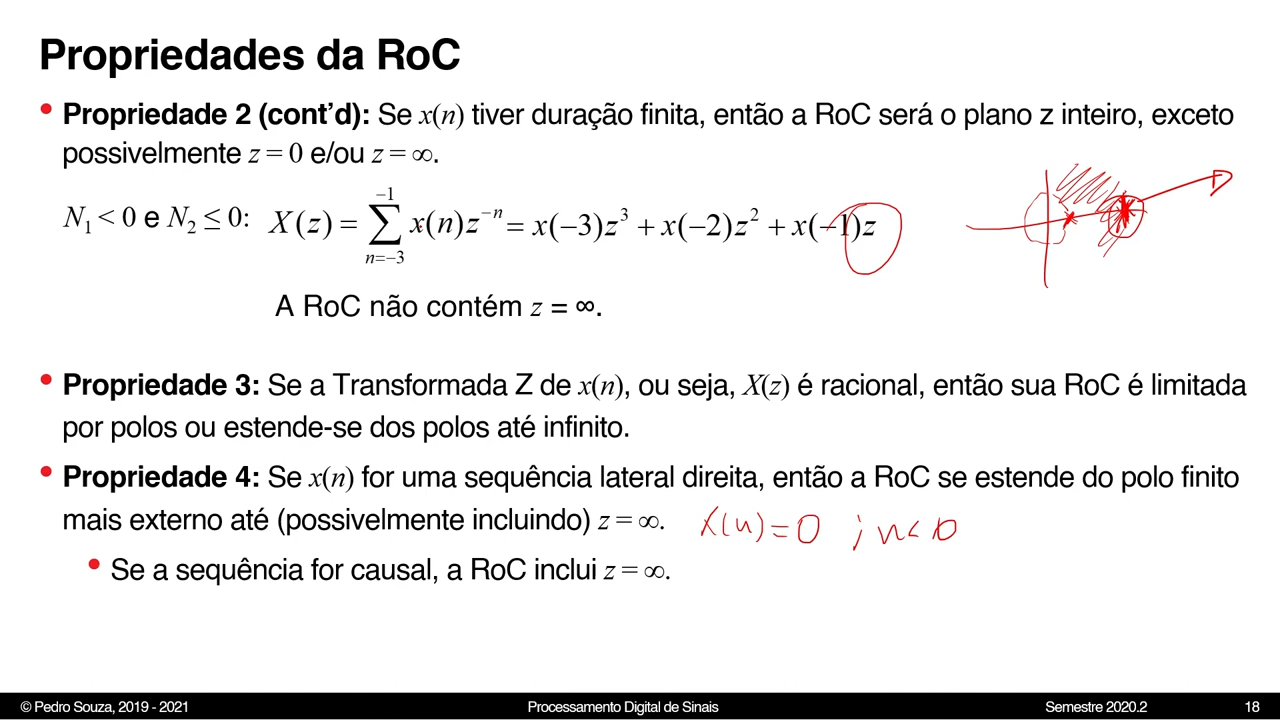 Propriedades da RoC
• Propriedade 2 (cont’d): Se x(n) tiver duração finita, então a RoC será o plano z inteiro, exceto
possivelmente z = 0 e/ou z = ∞.
N₁ < 0 e N₂ ≤ 0: X(z) = ∑_{n=−3}^{−1} x(n)z⁻ⁿ = x(−3)z³ + x(−2)z² + x(−1)z
A RoC não contém z = ∞.
• Propriedade 3: Se a Transformada Z de x(n), ou seja, X(z) é racional, então sua RoC é limitada
por polos ou estende-se dos polos até infinito.
• Propriedade 4: Se x(n) for uma sequência lateral direita, então a RoC se estende do polo finito
mais externo até (possivelmente incluindo) z = ∞. x(n) = 0 ; n < 0
• Se a sequência for causal, a RoC inclui z = ∞.
© Pedro Souza, 2019 - 2021 Processamento Digital de Sinais Semestre 2020.2 18